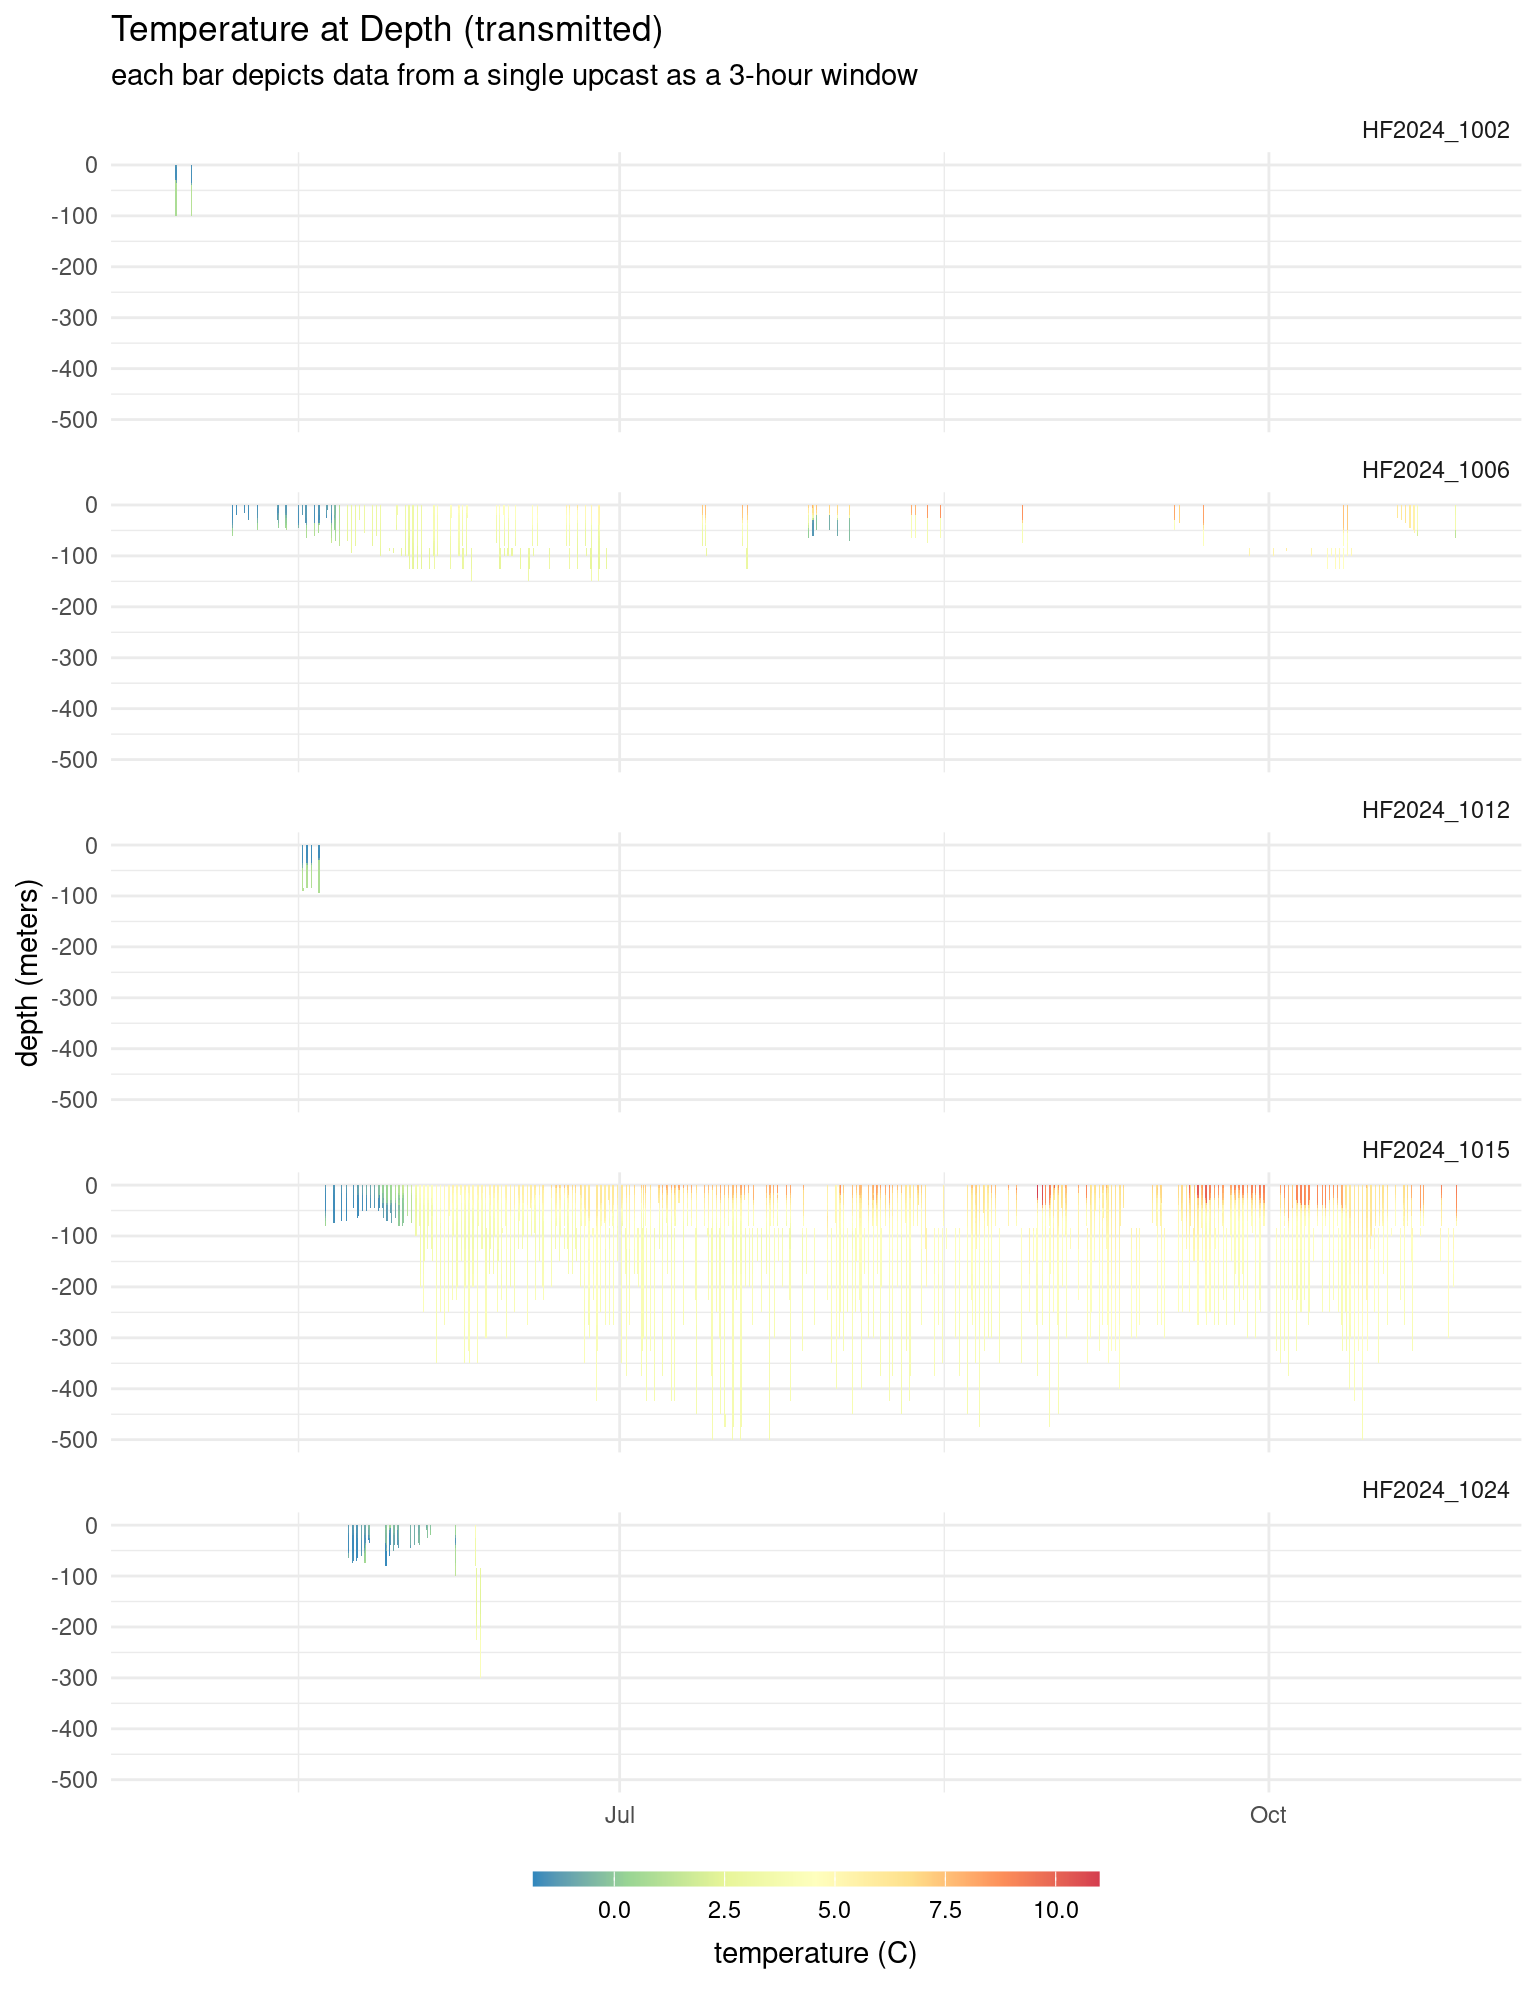 Temperature at Depth (transmitted)
each bar depicts data from a single upcast as a 3-hour window
HF2024_1002
0
-100
-200
-300
-400
-500
HF2024_1006
0
-100
-200
-300
-400
-500
HF2024_1012
0
-100
-200
-300
-400
-500
depth (meters)
HF2024_1015
0
-100
-200
-300
-400
-500
HF2024_1024
0
-100
-200
-300
-400
-500
Jul Oct
0.0 2.5 5.0 7.5 10.0
temperature (C)